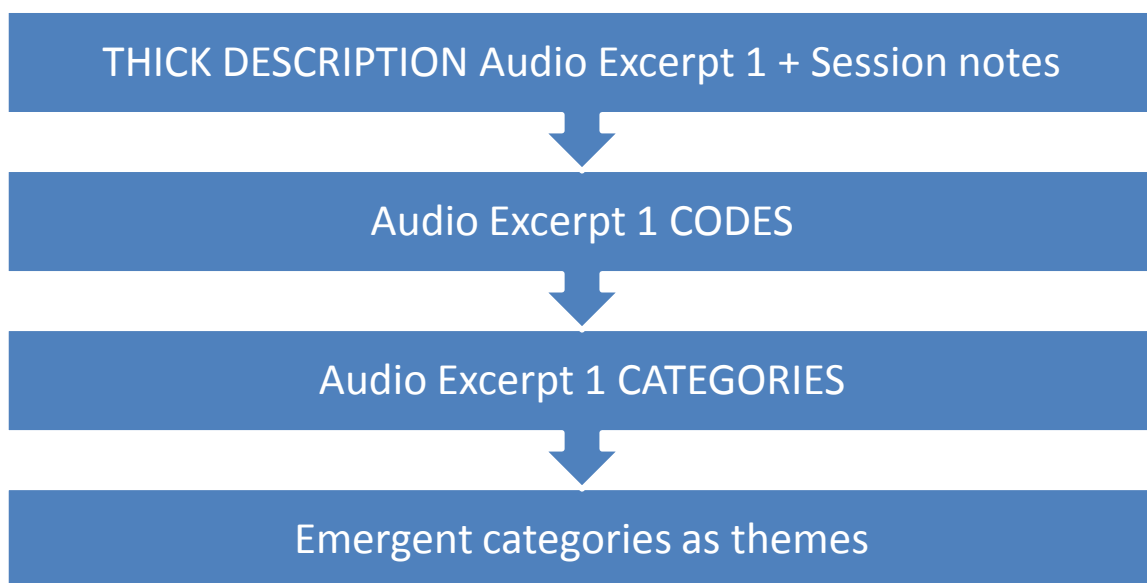 THICK DESCRIPTION Audio Excerpt 1 + Session notes
Audio Excerpt 1 CODES
Audio Excerpt 1 CATEGORIES
Emergent categories as themes